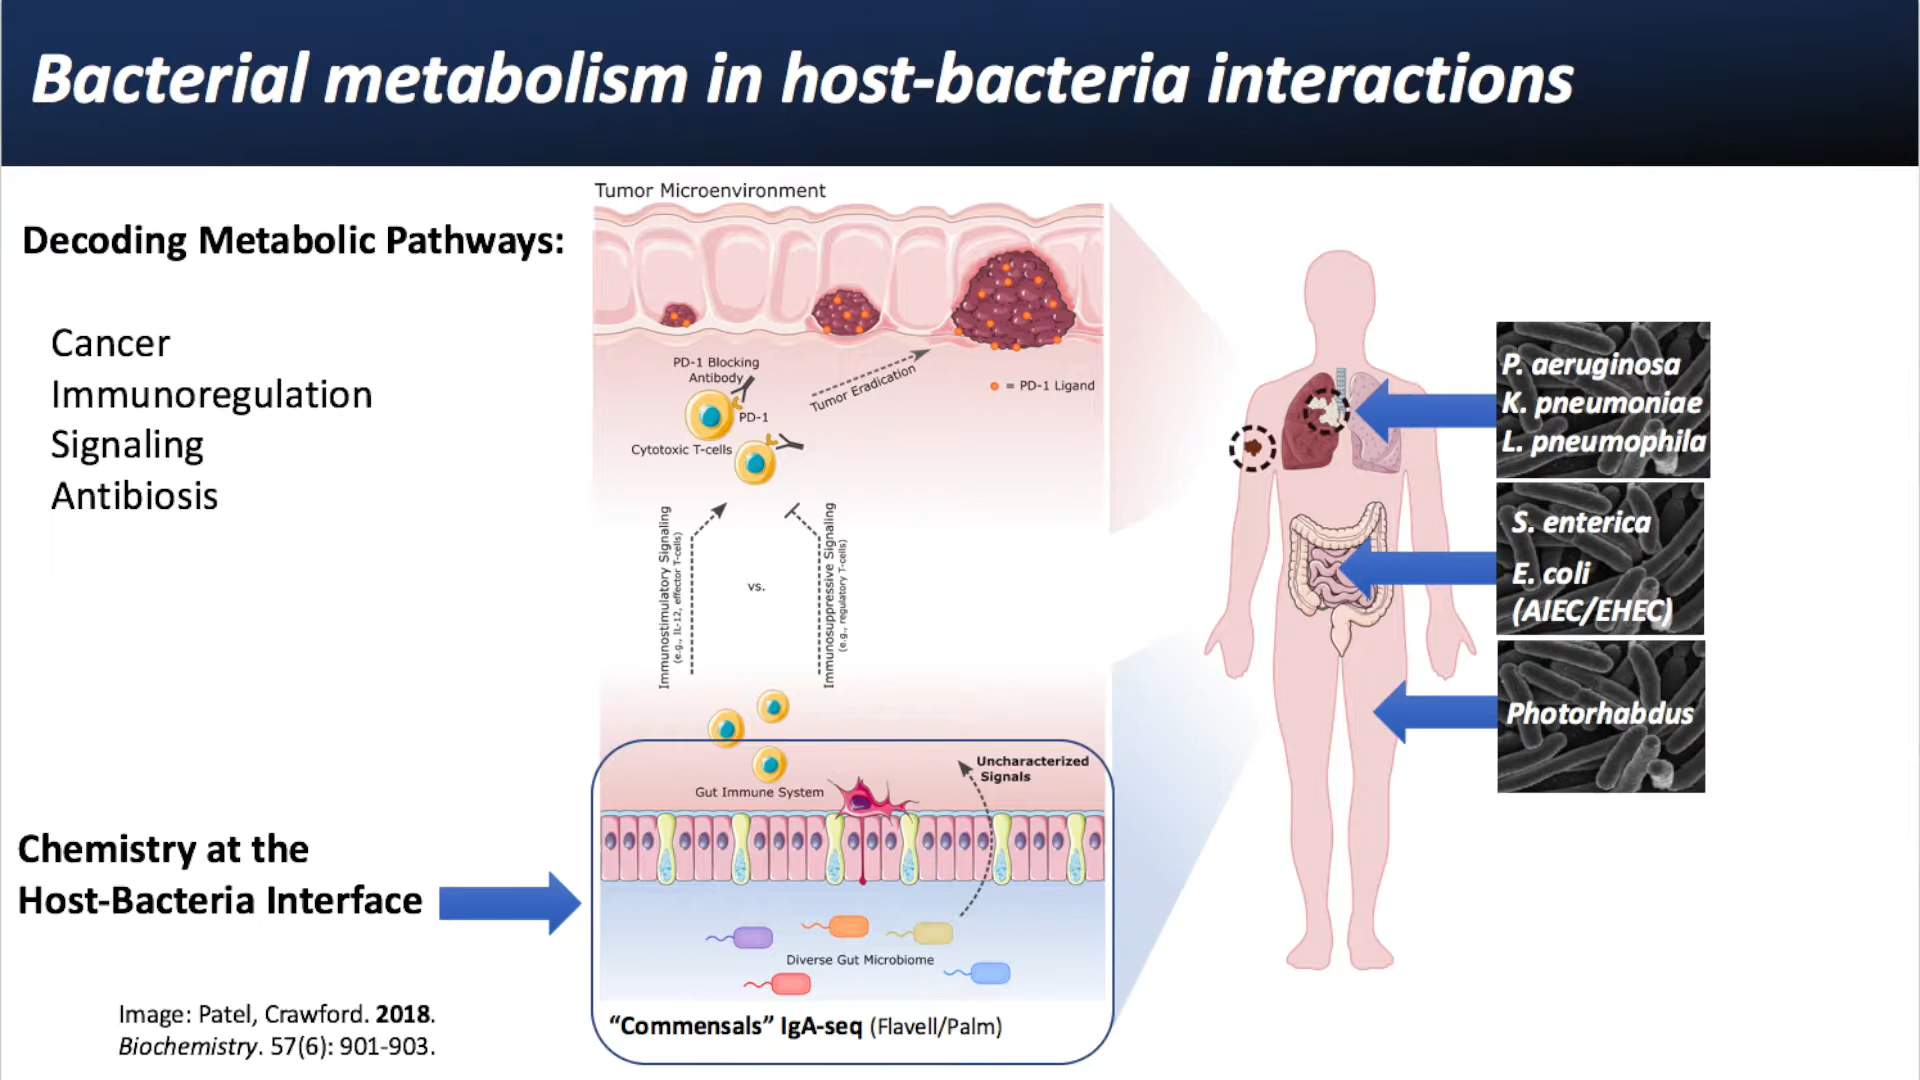 Bacterial metabolism in host-bacteria interactions
Decoding Metabolic Pathways:
Cancer
Immunoregulation
Signaling
Antibiosis
Chemistry at the
Host-Bacteria Interface
Image: Patel, Crawford. 2018.
Biochemistry. 57(6): 901-903.
Tumor Microenvironment
PD-1 Blocking
Antibody
PD-1
Cytotoxic T-cells
Tumor Eradication
= PD-1 Ligand
Immunostimulatory Signaling
(e.g., IL-12, effector T-cells)
vs.
Immunosuppressive Signaling
(e.g., regulatory T-cells)
Gut Immune System
Uncharacterized
Signals
Diverse Gut Microbiome
“Commensals” IgA-seq (Flavell/Palm)
P. aeruginosa
K. pneumoniae
L. pneumophila
S. enterica
E. coli
(AIEC/EHEC)
Photorhabdus